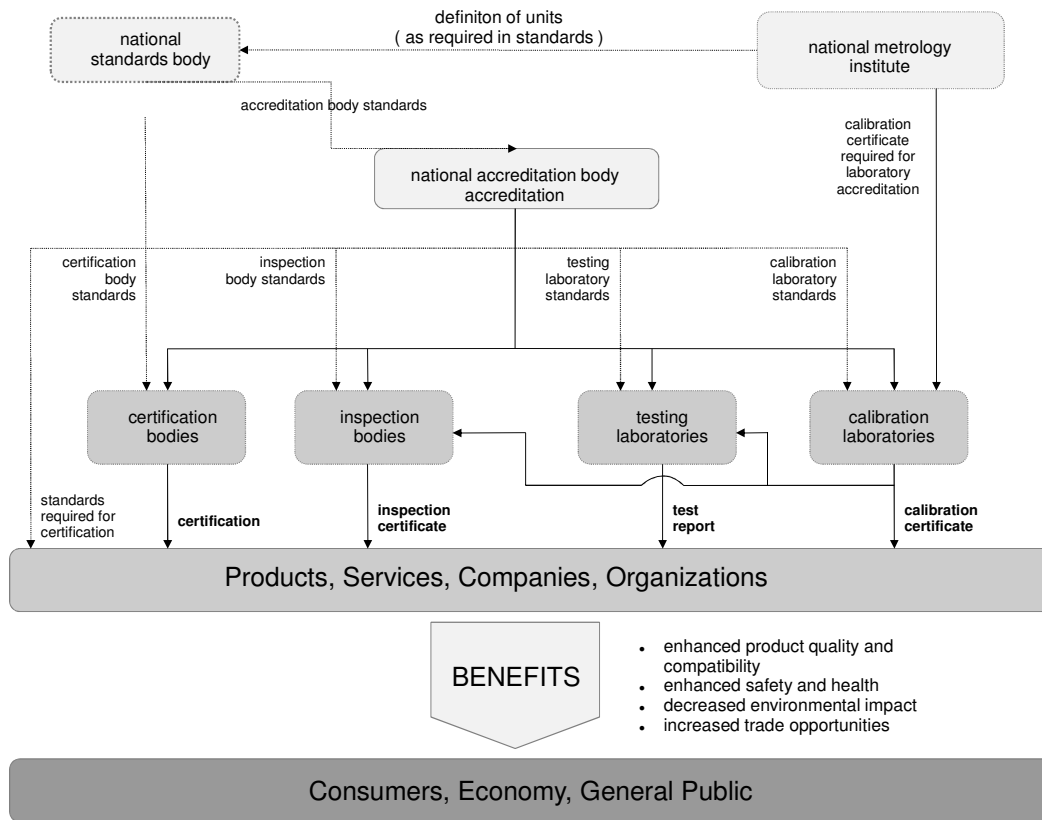 definiton of units
( as required in standards )
national
standards body
national metrology
institute
accreditation body standards
calibration
certificate
required for
laboratory
accreditation
national accreditation body
accreditation
certification
body
standards
inspection
body standards
testing
laboratory
standards
calibration
laboratory
standards
certification
bodies
inspection
bodies
testing
laboratories
calibration
laboratories
standards
required for
certification
certification
inspection
certificate
test
report
calibration
certificate
Products, Services, Companies, Organizations
BENEFITS
• enhanced product quality and
compatibility
• enhanced safety and health
• decreased environmental impact
• increased trade opportunities
Consumers, Economy, General Public